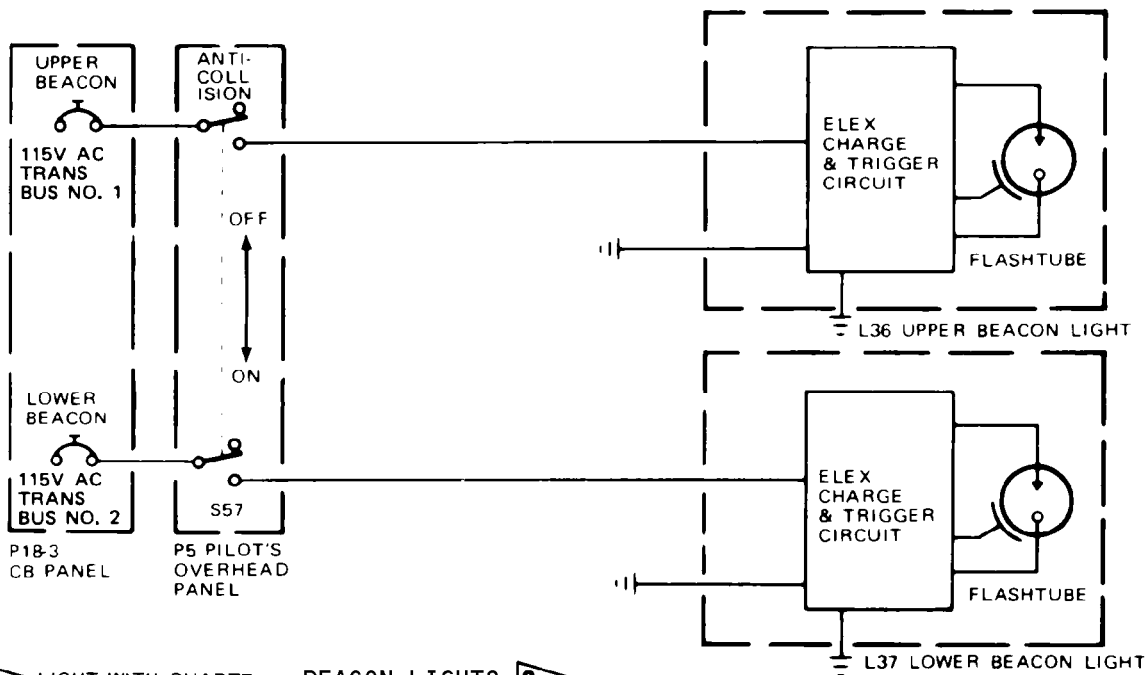 UPPER
BEACON
115V AC
TRANS
BUS NO. 1
ANTI-
COLL
ISION
OFF
ON
LOWER
BEACON
115V AC
TRANS
BUS NO. 2
S57
P18-3
CB PANEL
P5 PILOT'S
OVERHEAD
PANEL
ELEX
CHARGE
& TRIGGER
CIRCUIT
FLASHTUBE
L36 UPPER BEACON LIGHT
ELEX
CHARGE
& TRIGGER
CIRCUIT
FLASHTUBE
L37 LOWER BEACON LIGHT